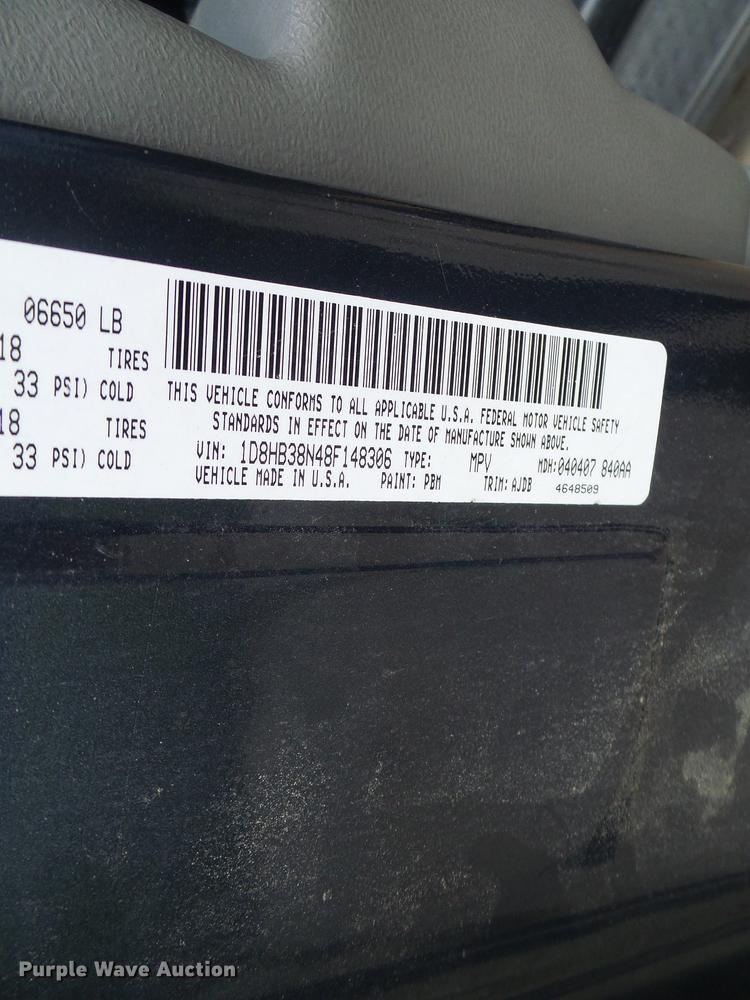 06650 LB
18 TIRES
33 PSI) COLD
18 TIRES
33 PSI) COLD
THIS VEHICLE CONFORMS TO ALL APPLICABLE U.S.A. FEDERAL MOTOR VEHICLE SAFETY
STANDARDS IN EFFECT ON THE DATE OF MANUFACTURE SHOWN ABOVE.
VIN: 1D8HB38N48F148306 TYPE: MPV MDH:040407 840AA
VEHICLE MADE IN U.S.A. PAINT: PBM TRIM: AJDB 4648509
Purple Wave Auction